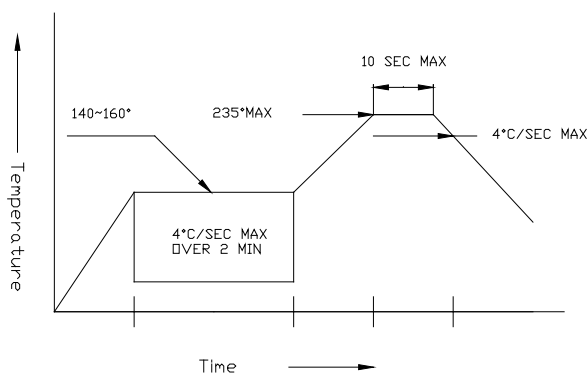 10 SEC MAX
140~160°
235°MAX
4°C/SEC MAX
4°C/SEC MAX
OVER 2 MIN
Temperature
Time